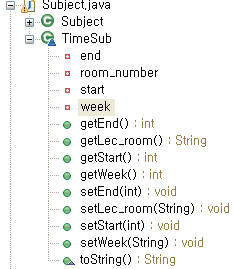 Subject.java
Subject
TimeSub
end
room_number
start
week
getEnd() : int
getLec_room() : String
getStart() : int
getWeek() : int
setEnd(int) : void
setLec_room(String) : void
setStart(int) : void
setWeek(String) : void
toString() : String